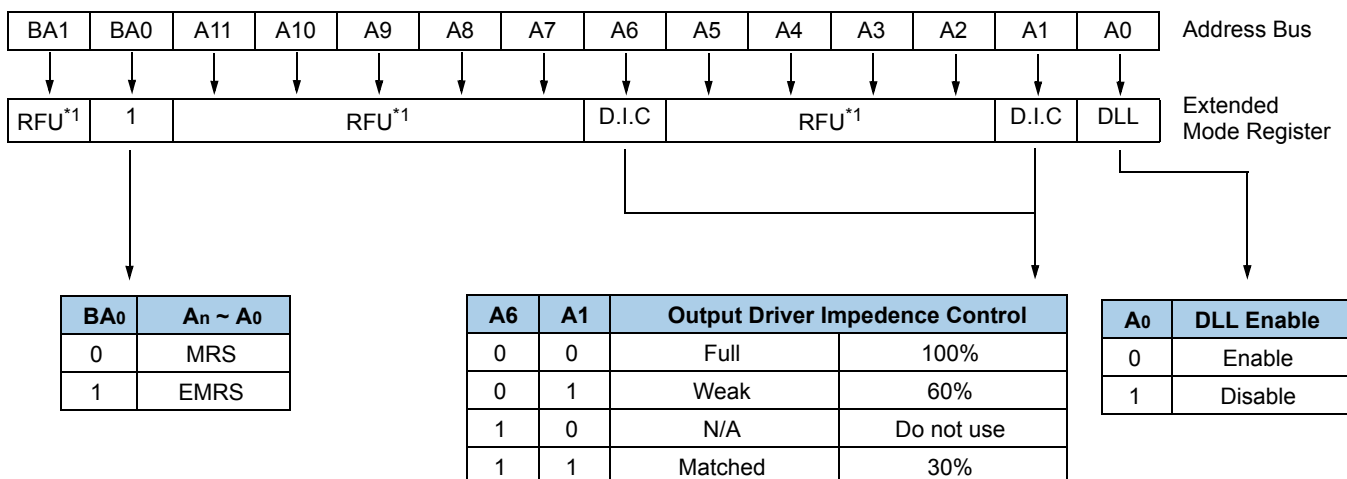 BA1 BA0 A11 A10 A9 A8 A7 A6 A5 A4 A3 A2 A1 A0 Address Bus
RFU*1 1 RFU*1 D.I.C RFU*1 D.I.C DLL Extended
Mode Register
BA0 An ~ A0
0 MRS
1 EMRS
A6 A1 Output Driver Impedence Control
0 0 Full 100%
0 1 Weak 60%
1 0 N/A Do not use
1 1 Matched 30%
A0 DLL Enable
0 Enable
1 Disable